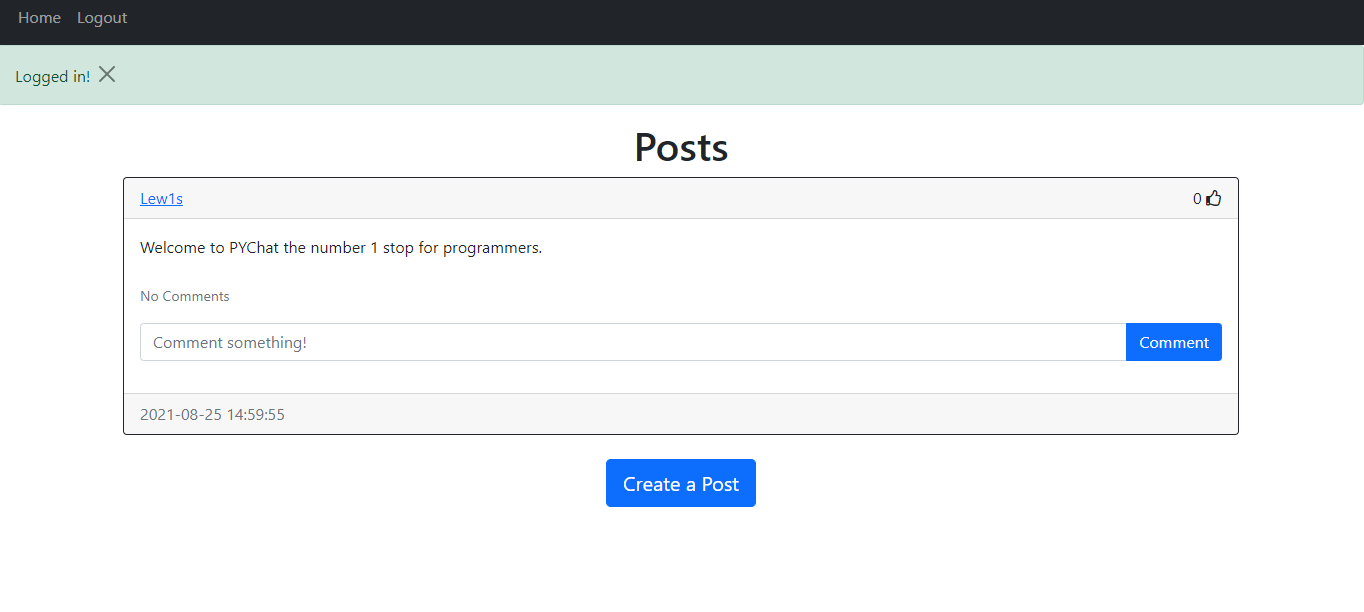 Home Logout
Logged in!
Posts
Lew1s 0
Welcome to PYChat the number 1 stop for programmers.
No Comments
Comment something! Comment
2021-08-25 14:59:55
Create a Post